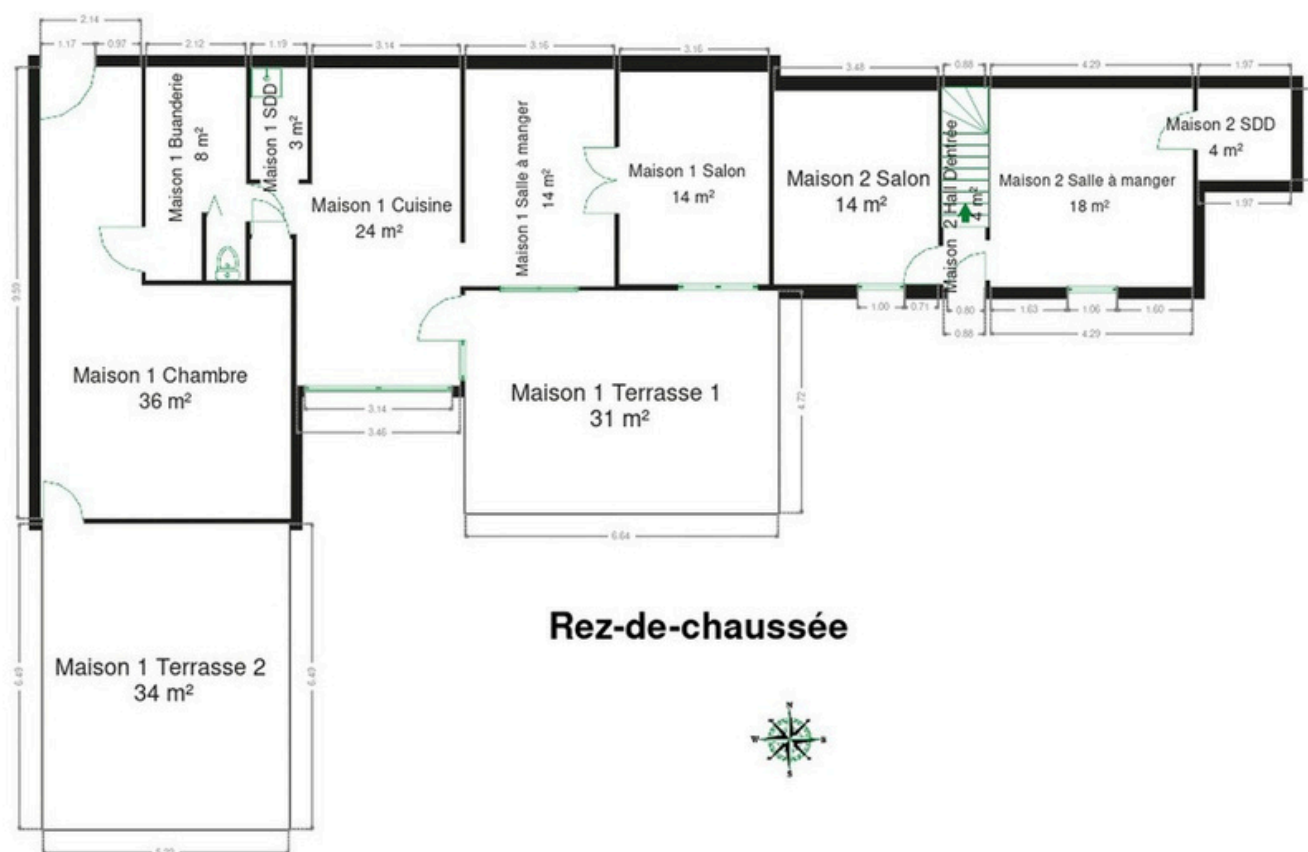 2.14
1.17
0.97
2.12
1.19
3.14
3.16
3.16
3.48
0.88
4.29
1.97
Maison 1 Buanderie
8 m²
Maison 1 SDD
3 m²
Maison 1 Cuisine
24 m²
Maison 1 Salle à manger
14 m²
Maison 1 Salon
14 m²
Maison 2 Salon
14 m²
Maison 2 Hall D'entrée
4 m²
Maison 2 Salle à manger
18 m²
Maison 2 SDD
4 m²
1.97
9.59
1.00
0.71
0.80
0.88
1.63
1.06
1.60
4.29
Maison 1 Chambre
36 m²
3.14
3.46
Maison 1 Terrasse 1
31 m²
4.72
6.64
6.49
6.49
Maison 1 Terrasse 2
34 m²
Rez-de-chaussée
N
W
S